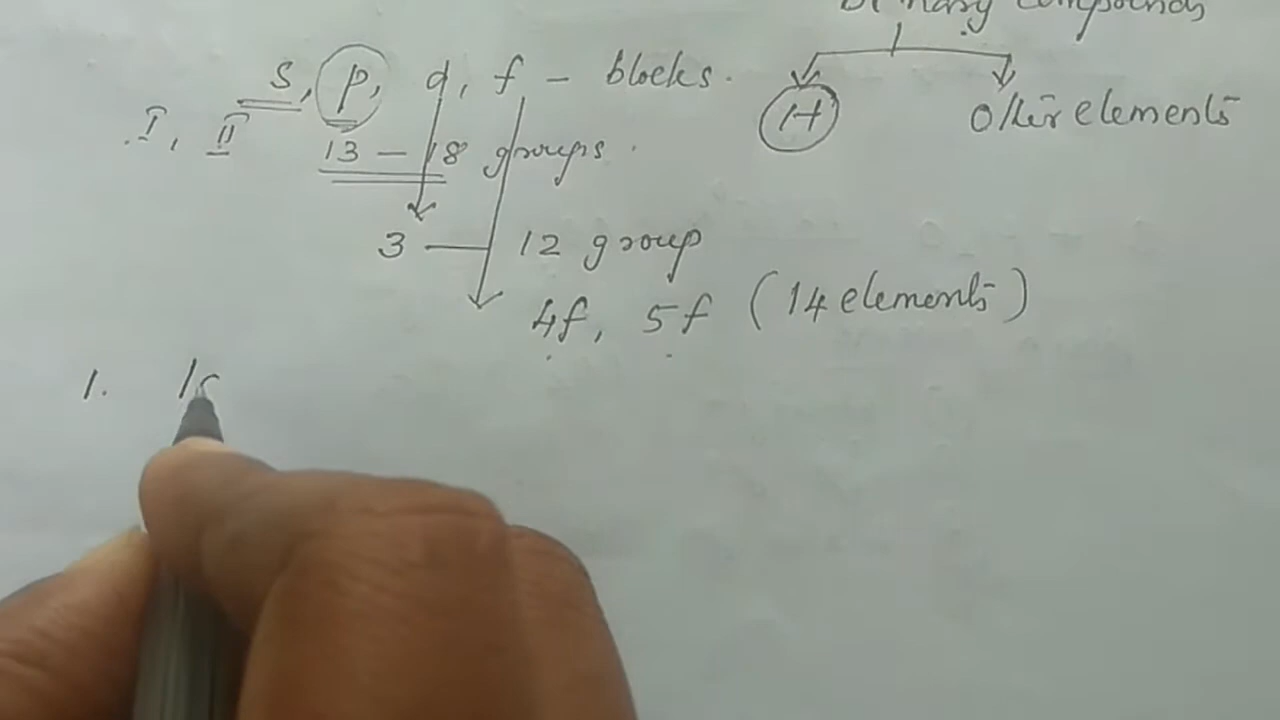 Binary compounds
s, p, d, f - blocks.
H Other elements
I, II
13 - 18 groups.
3 — 12 group
4f, 5f (14 elements)
1.